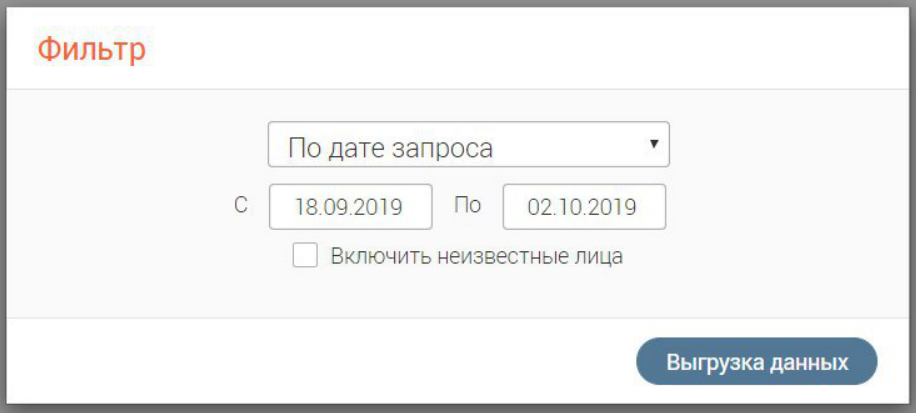 Фильтр
По дате запроса
С 18.09.2019 По 02.10.2019
Включить неизвестные лица
Выгрузка данных